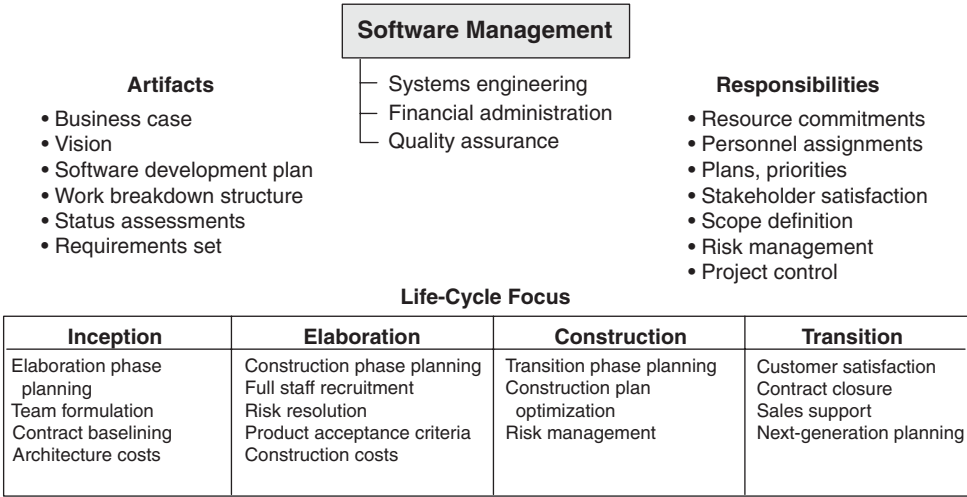 Software Management
Systems engineering
Financial administration
Quality assurance
Artifacts
• Business case
• Vision
• Software development plan
• Work breakdown structure
• Status assessments
• Requirements set
Responsibilities
• Resource commitments
• Personnel assignments
• Plans, priorities
• Stakeholder satisfaction
• Scope definition
• Risk management
• Project control
Life-Cycle Focus
Inception
Elaboration phase
planning
Team formulation
Contract baselining
Architecture costs
Elaboration
Construction phase planning
Full staff recruitment
Risk resolution
Product acceptance criteria
Construction costs
Construction
Transition phase planning
Construction plan
optimization
Risk management
Transition
Customer satisfaction
Contract closure
Sales support
Next-generation planning